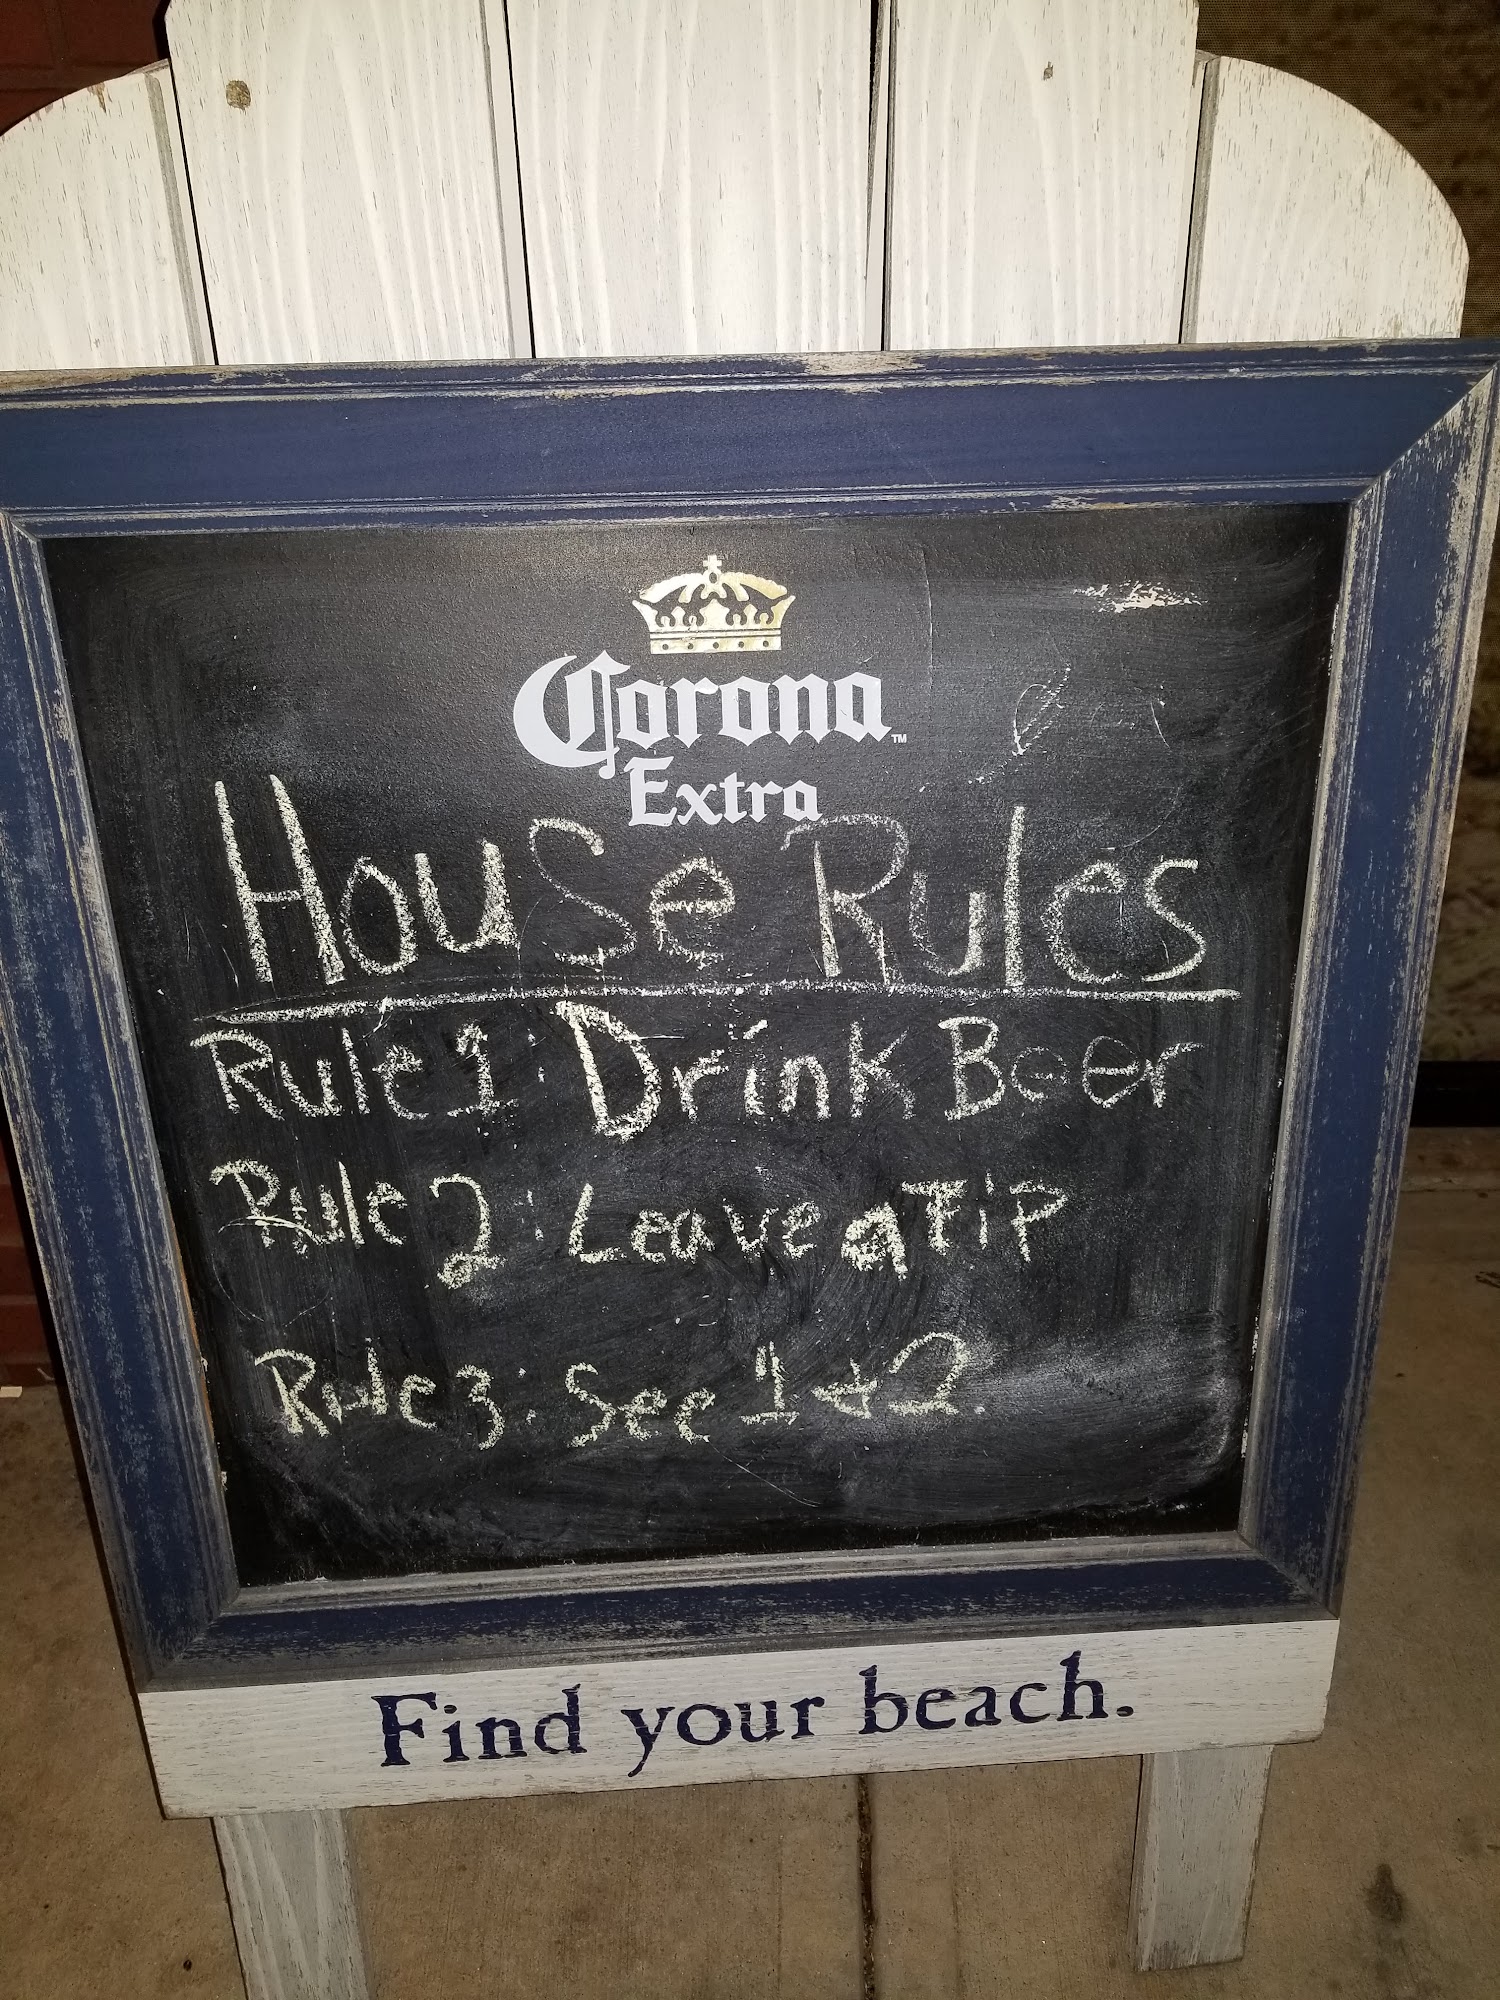 Corona™
Extra
House Rules
Rule 1: Drink Beer
Rule 2: Leave a Tip
Rule 3: See 1 & 2.
Find your beach.